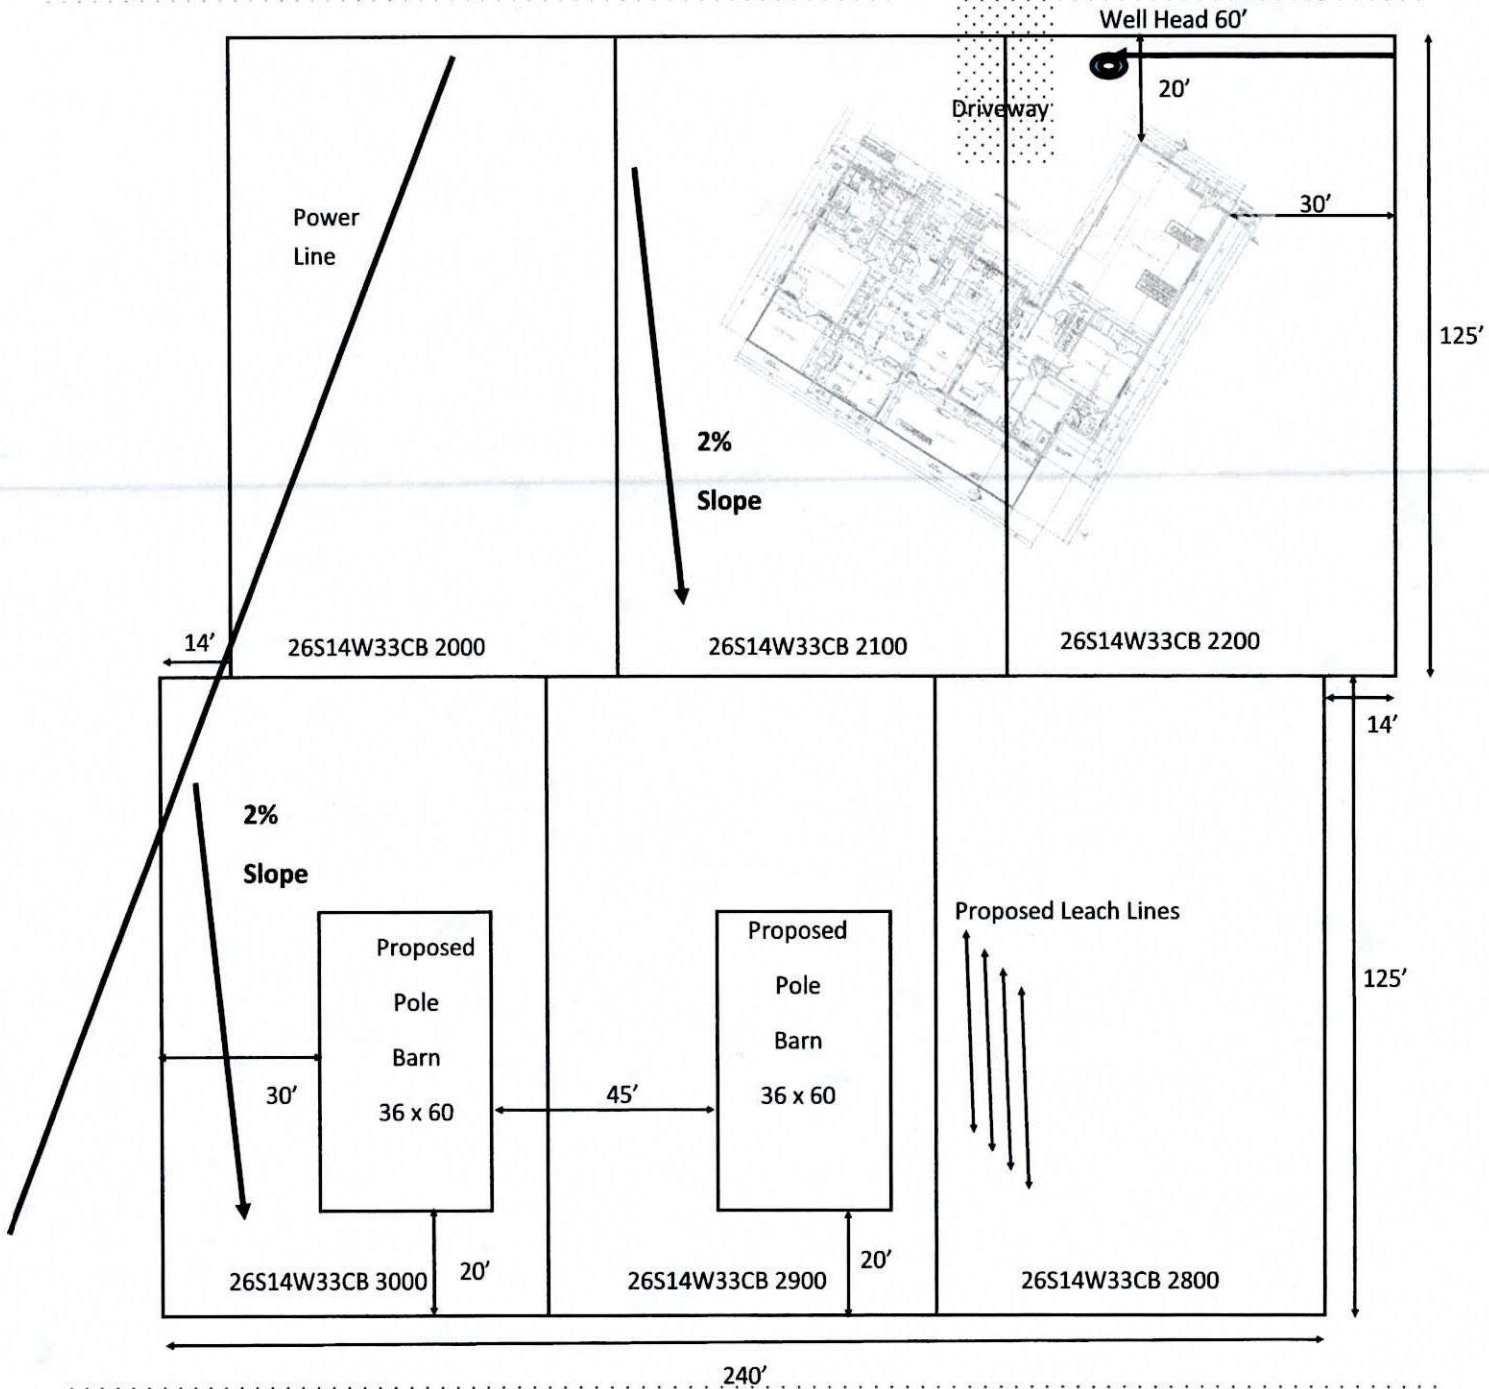 Well Head 60’
Driveway
20’
30’
Power
Line
125’
2%
Slope
14’
26S14W33CB 2000
26S14W33CB 2100
26S14W33CB 2200
14’
2%
Slope
Proposed
Pole
Barn
36 x 60
Proposed
Pole
Barn
36 x 60
Proposed Leach Lines
125’
30’
45’
20’
20’
26S14W33CB 3000
26S14W33CB 2900
26S14W33CB 2800
240’